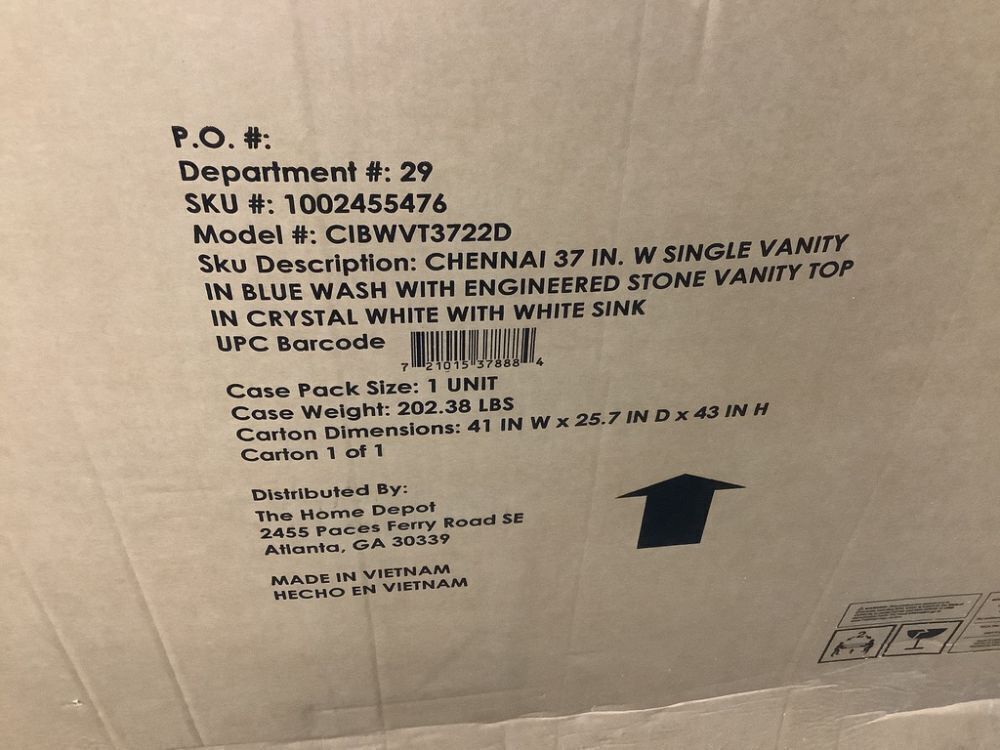 P.O. #:
Department #: 29
SKU #: 1002455476
Model #: CIBWVT3722D
Sku Description: CHENNAI 37 IN. W SINGLE VANITY
IN BLUE WASH WITH ENGINEERED STONE VANITY TOP
IN CRYSTAL WHITE WITH WHITE SINK
UPC Barcode
7 21015 37888 4
Case Pack Size: 1 UNIT
Case Weight: 202.38 LBS
Carton Dimensions: 41 IN W x 25.7 IN D x 43 IN H
Carton 1 of 1
Distributed By:
The Home Depot
2455 Paces Ferry Road SE
Atlanta, GA 30339
MADE IN VIETNAM
HECHO EN VIETNAM
2